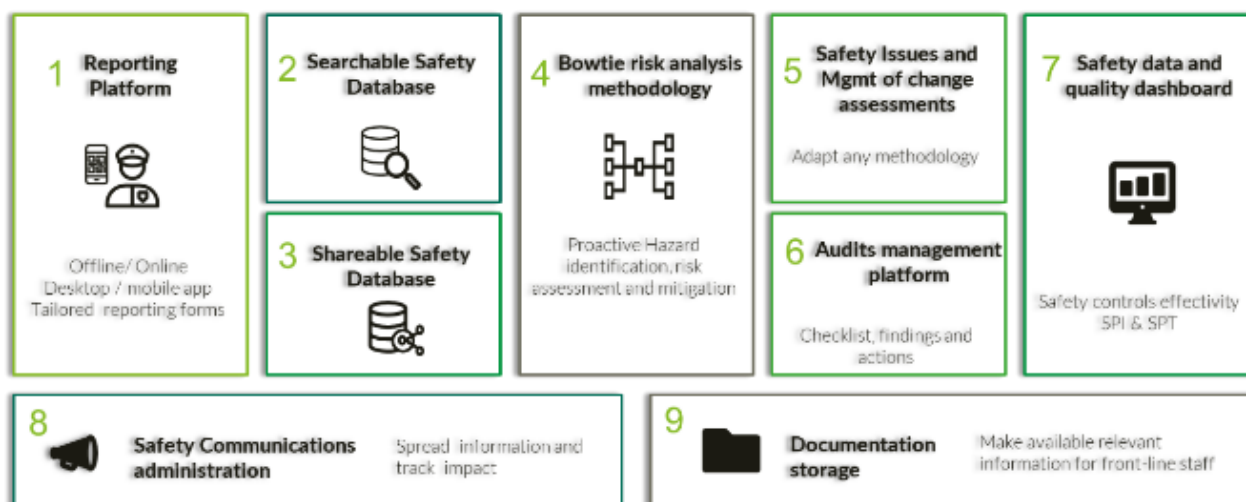 1
Reporting
Platform
Offline/ Online
Desktop / mobile app
Tailored reporting forms
2
Searchable Safety
Database
3
Shareable Safety
Database
4
Bowtie risk analysis
methodology
Proactive Hazard
identification, risk
assessment and mitigation
5
Safety Issues and
Mgmt of change
assessments
Adapt any methodology
6
Audits management
platform
Checklist, findings and
actions
7
Safety data and
quality dashboard
Safety controls effectivity
SPI & SPT
8
Safety Communications
administration
Spread information and
track impact
9
Documentation
storage
Make available relevant
information for front-line staff